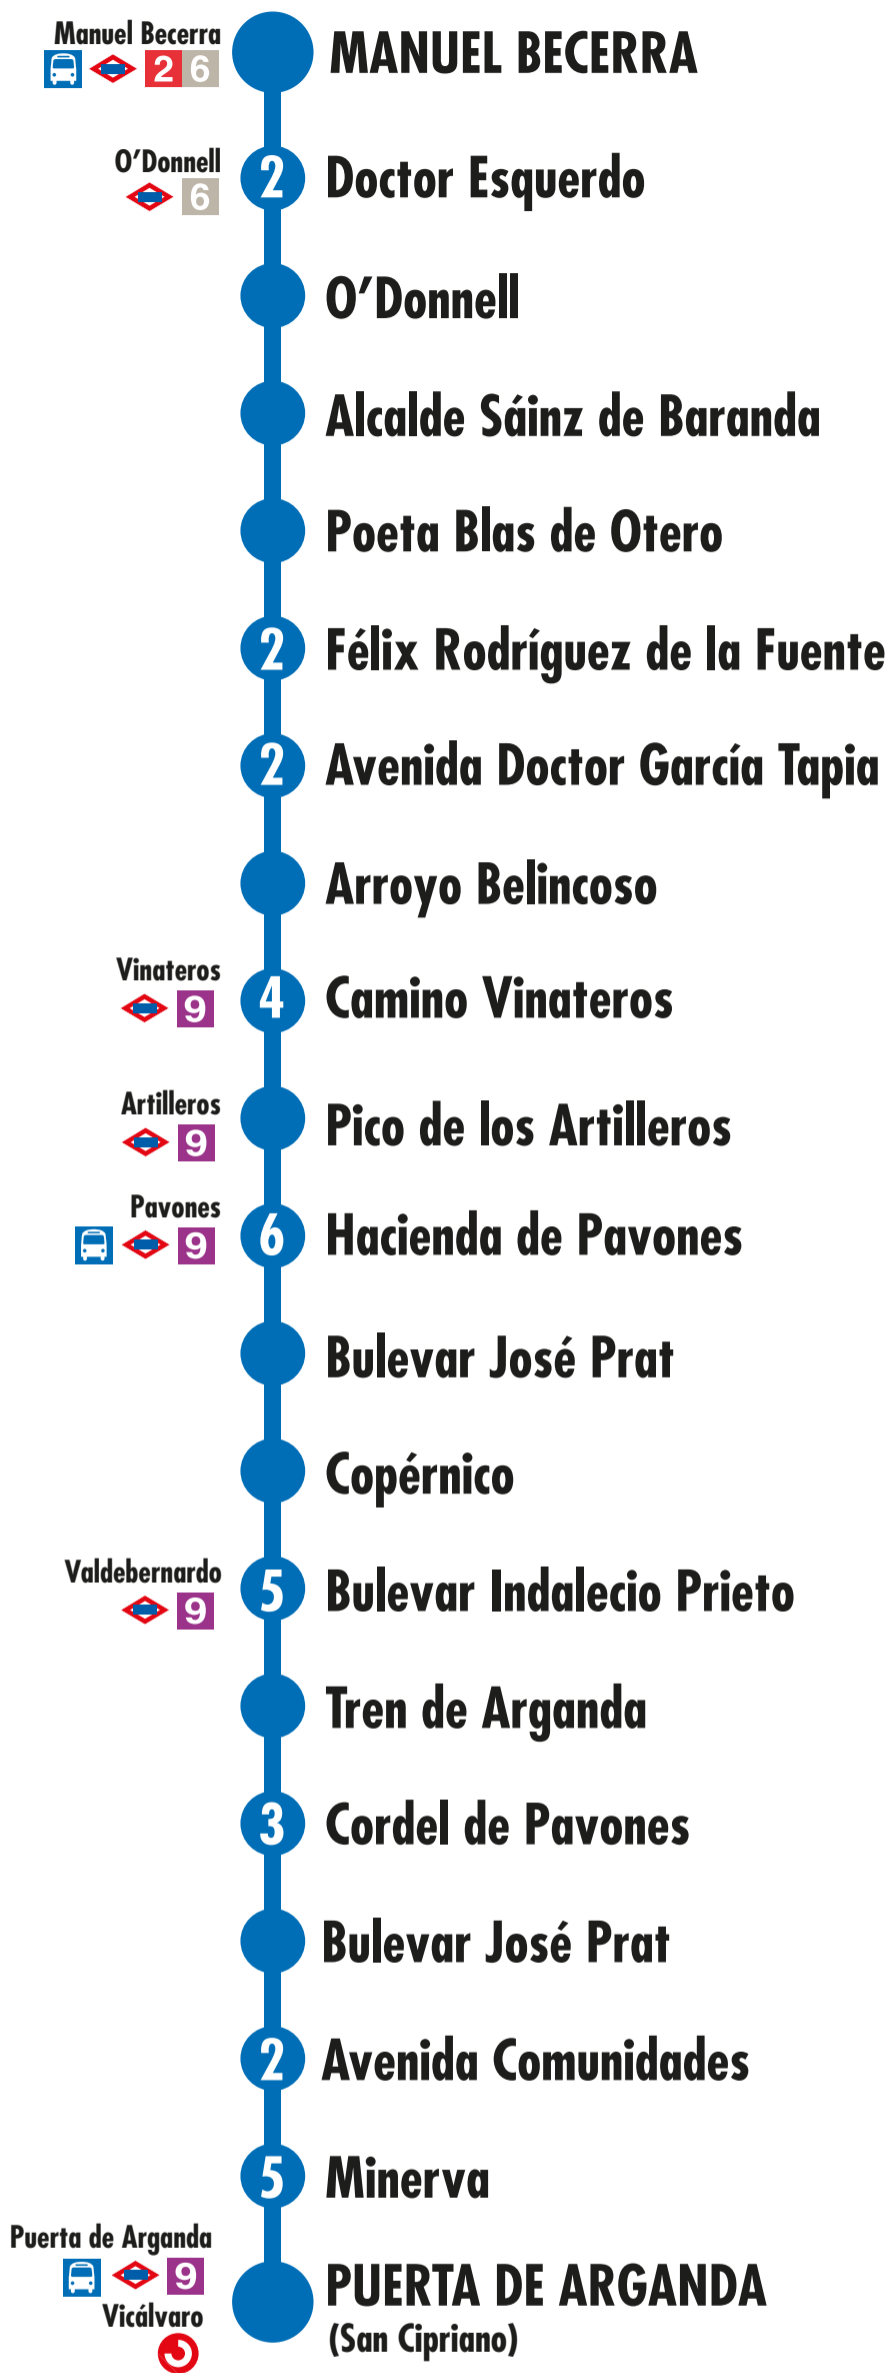 Manuel Becerra
2 6
MANUEL BECERRA
O’Donnell
6
2 Doctor Esquerdo
O’Donnell
Alcalde Sáinz de Baranda
Poeta Blas de Otero
2 Félix Rodríguez de la Fuente
2 Avenida Doctor García Tapia
Arroyo Belincoso
Vinateros
9
4 Camino Vinateros
Artilleros
9
Pico de los Artilleros
Pavones
9
6 Hacienda de Pavones
Bulevar José Prat
Copérnico
Valdebernardo
9
5 Bulevar Indalecio Prieto
Tren de Arganda
3 Cordel de Pavones
Bulevar José Prat
2 Avenida Comunidades
5 Minerva
Puerta de Arganda
9
Vicálvaro
PUERTA DE ARGANDA
(San Cipriano)